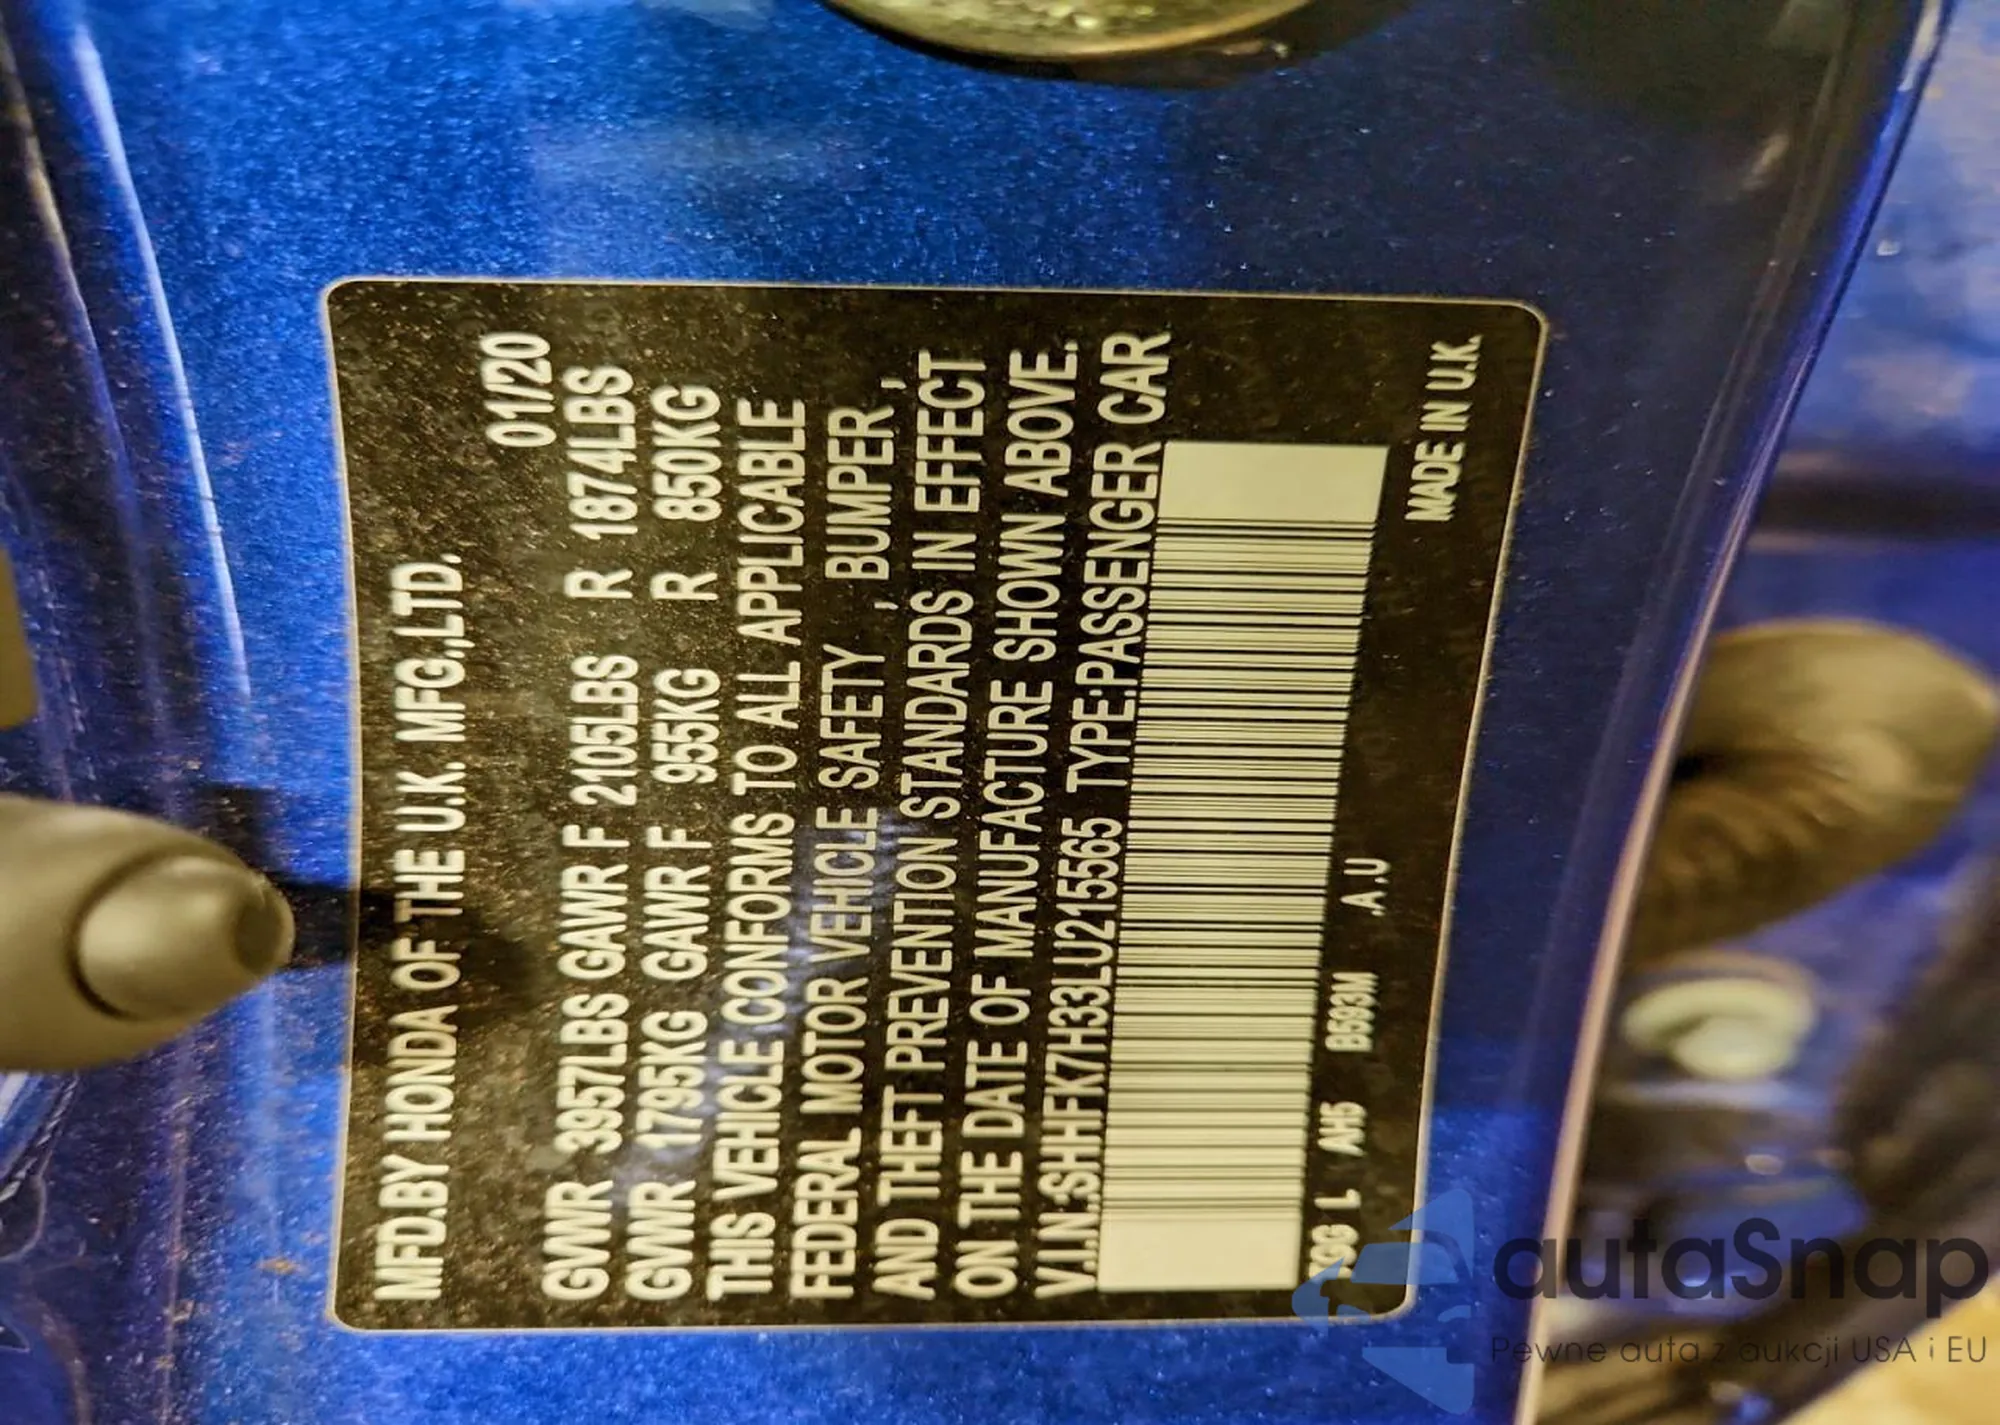 MFD.BY HONDA OF THE U.K. MFG.,LTD.
01/20
GVWR 3957LBS GAWR F 2105LBS R 1874LBS
GVWR 1795KG GAWR F 955KG R 850KG
THIS VEHICLE CONFORMS TO ALL APPLICABLE
FEDERAL MOTOR VEHICLE SAFETY , BUMPER ,
AND THEFT PREVENTION STANDARDS IN EFFECT
ON THE DATE OF MANUFACTURE SHOWN ABOVE.
V.I.N.:SHHFK7H33LU215565 TYPE:PASSENGER CAR
L AH5 B593M .A.U
MADE IN U.K.
autaSnap
Pewne auta z aukcji USA i EU